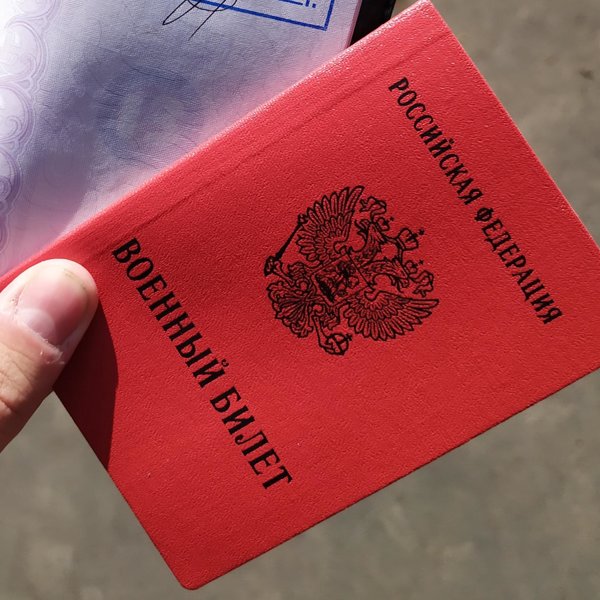 РОССИЙСКАЯ ФЕДЕРАЦИЯ
ВОЕННЫЙ БИЛЕТ